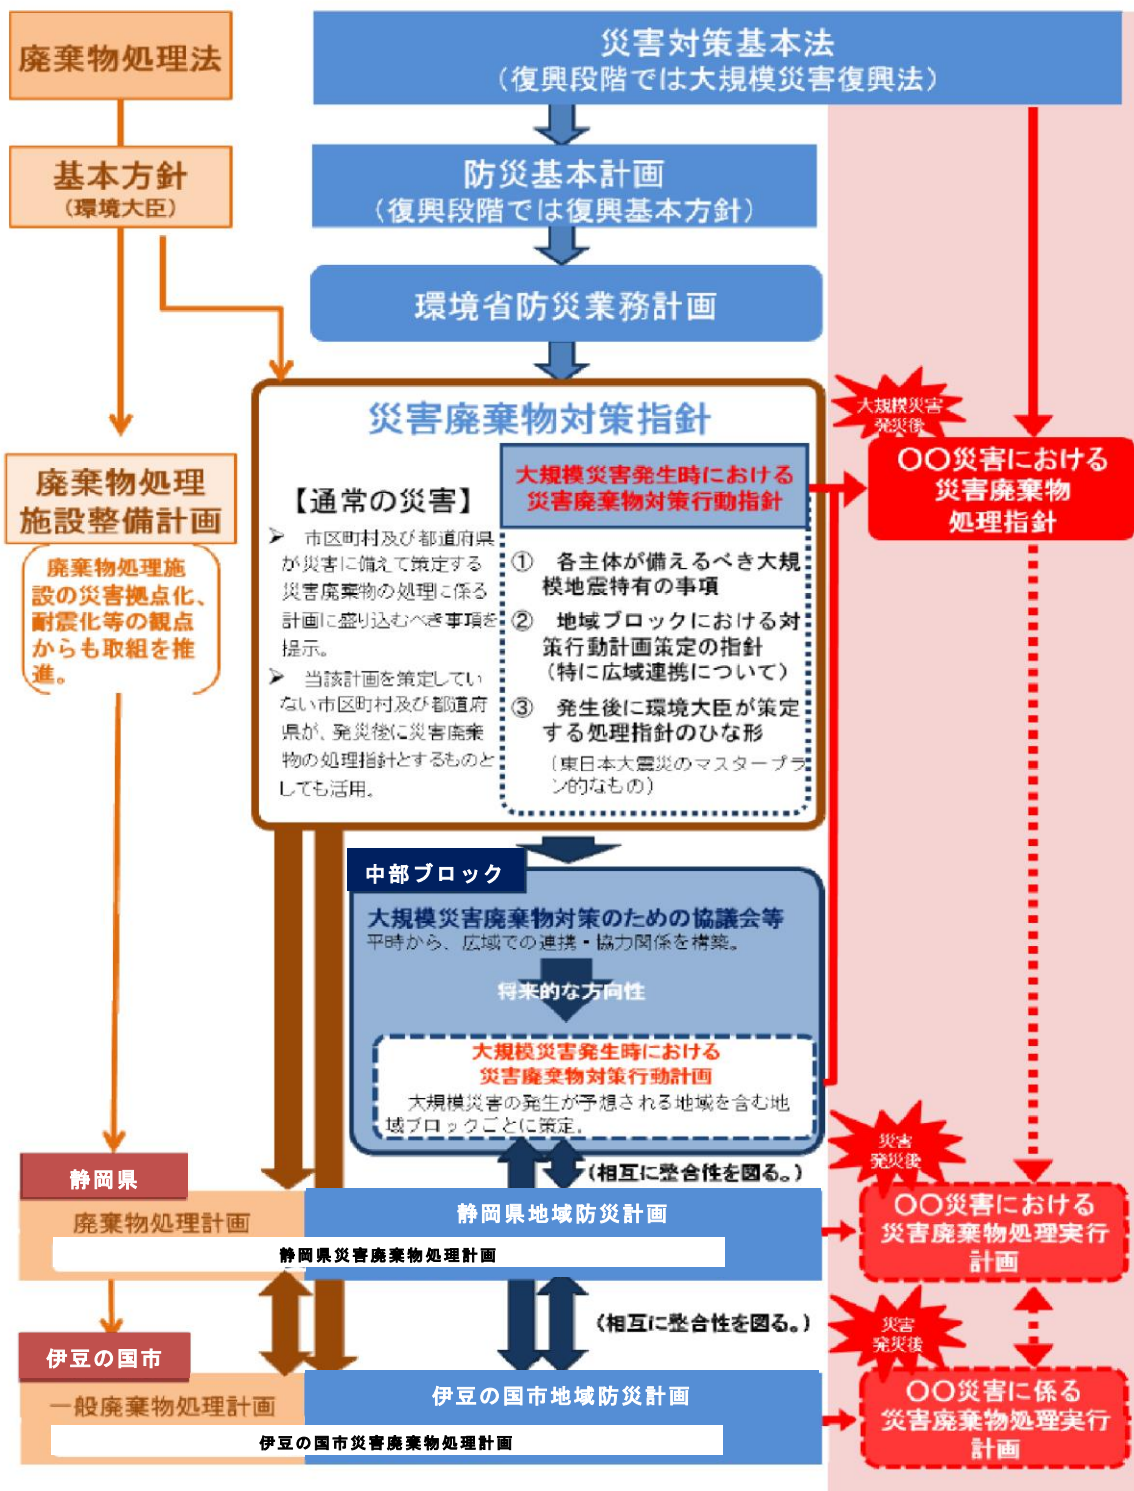 廃棄物処理法
災害対策基本法
(復興段階では大規模災害復興法)
基本方針
(環境大臣)
防災基本計画
(復興段階では復興基本方針)
環境省防災業務計画
災害廃棄物対策指針
【通常の災害】
➢ 市区町村及び都道府県
が災害に備えて策定する
災害廃棄物の処理に係る
計画に盛り込むべき事項を
提示。
➢ 当該計画を策定してい
ない市区町村及び都道府
県が、発災後に災害廃棄
物の処理指針とするものと
しても活用。
大規模災害発生時における
災害廃棄物対策行動指針
① 各主体が備えるべき大規
模地震特有の事項
② 地域ブロックにおける対
策行動計画策定の指針
(特に広域連携について)
③ 発生後に環境大臣が策定
する処理指針のひな形
(東日本大震災のマスタープラ
ン的なもの)
大規模災害
発災後
〇〇災害における
災害廃棄物
処理指針
廃棄物処理
施設整備計画
廃棄物処理施
設の災害拠点化、
耐震化等の観点
からも取組を推
進。
中部ブロック
大規模災害廃棄物対策のための協議会等
平時から、広域での連携・協力関係を構築。
将来的な方向性
大規模災害発生時における
災害廃棄物対策行動計画
大規模災害の発生が予想される地域を含む地
域ブロックごとに策定。
(相互に整合性を図る。)
災害
発災後
静岡県
廃棄物処理計画
静岡県地域防災計画
静岡県災害廃棄物処理計画
〇〇災害における
災害廃棄物処理実行
計画
(相互に整合性を図る。)
災害
発災後
伊豆の国市
一般廃棄物処理計画
伊豆の国市地域防災計画
伊豆の国市災害廃棄物処理計画
〇〇災害に係る
災害廃棄物処理実行
計画